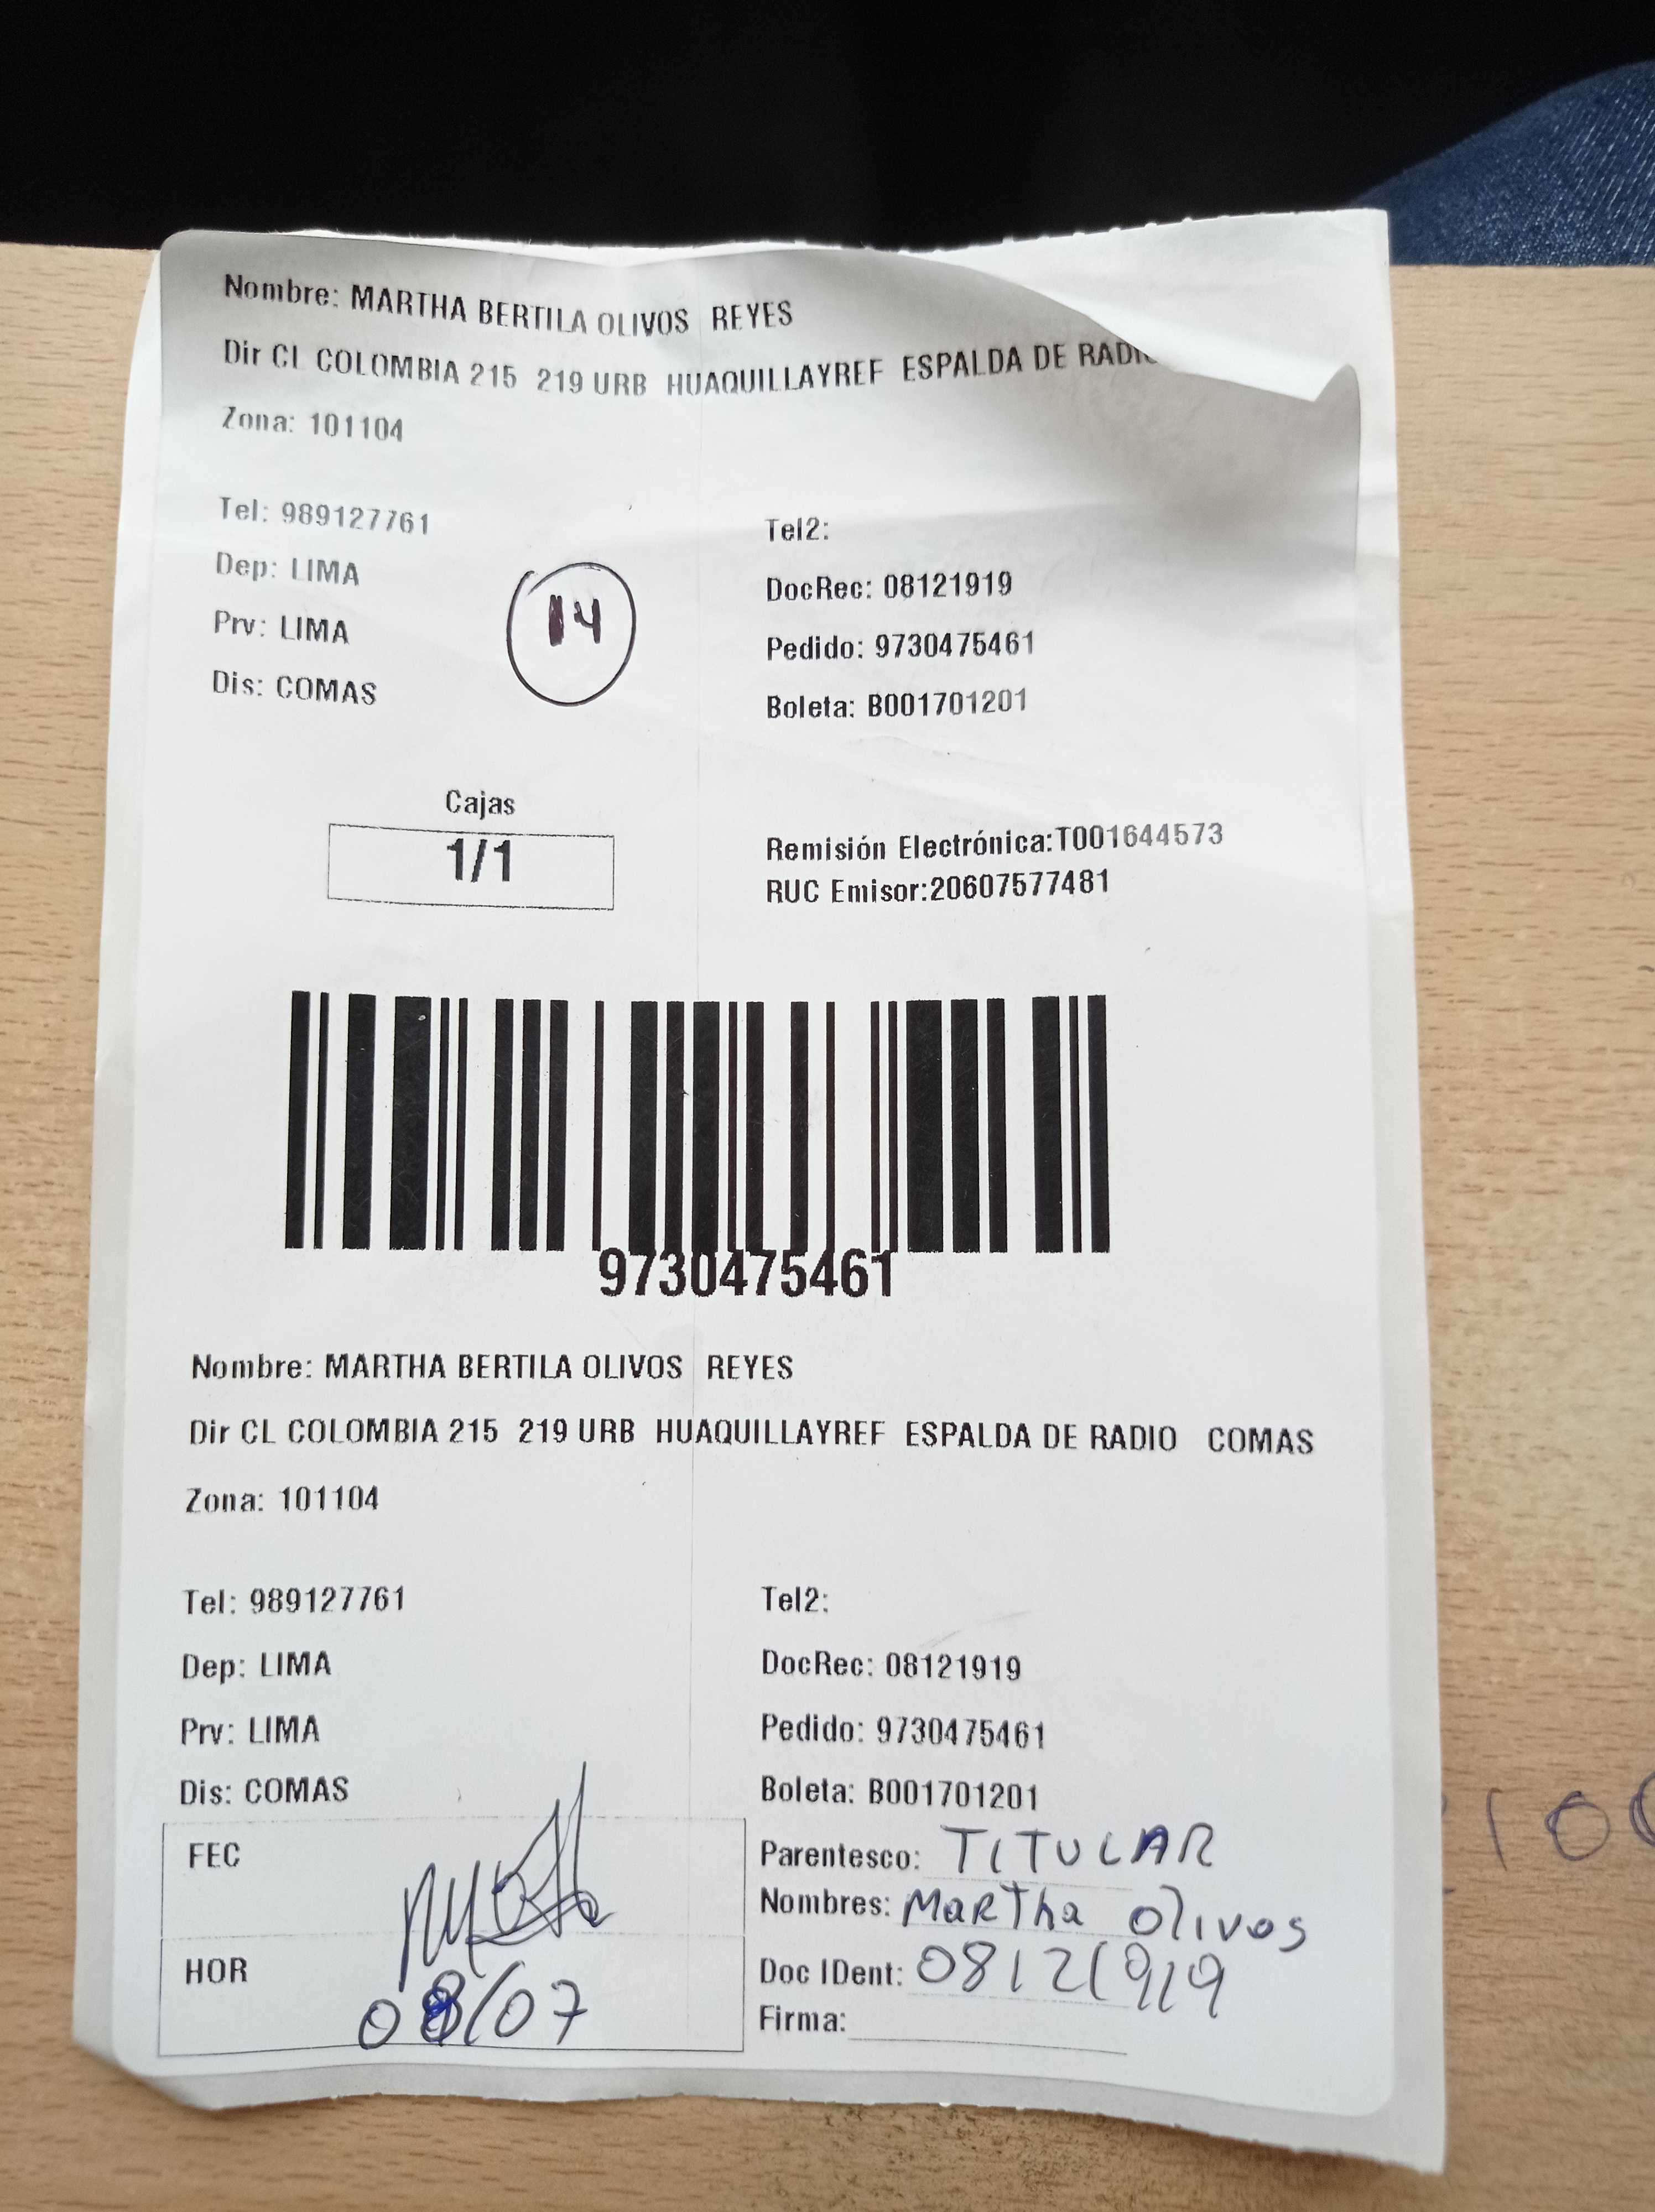 Nombre: MARTHA BERTILA OLIVOS REYES
Dir CL COLOMBIA 215 219 URB HUAQUILLAYREF ESPALDA DE RADIO
Zona: 101104
Tel: 989127761
Tel2:
Dep: LIMA
DocRec: 08121919
14
Prv: LIMA
Pedido: 9730475461
Dis: COMAS
Boleta: B001701201
Cajas
1/1
Remisión Electrónica:T001644573
RUC Emisor:20607577481
9730475461
Nombre: MARTHA BERTILA OLIVOS REYES
Dir CL COLOMBIA 215 219 URB HUAQUILLAYREF ESPALDA DE RADIO COMAS
Zona: 101104
Tel: 989127761
Tel2:
Dep: LIMA
DocRec: 08121919
Prv: LIMA
Pedido: 9730475461
Dis: COMAS
Boleta: B001701201
FEC
Parentesco: TITULAR
Nombres: Martha Olivos
HOR
Doc IDent: 08121919
08/07
Firma: